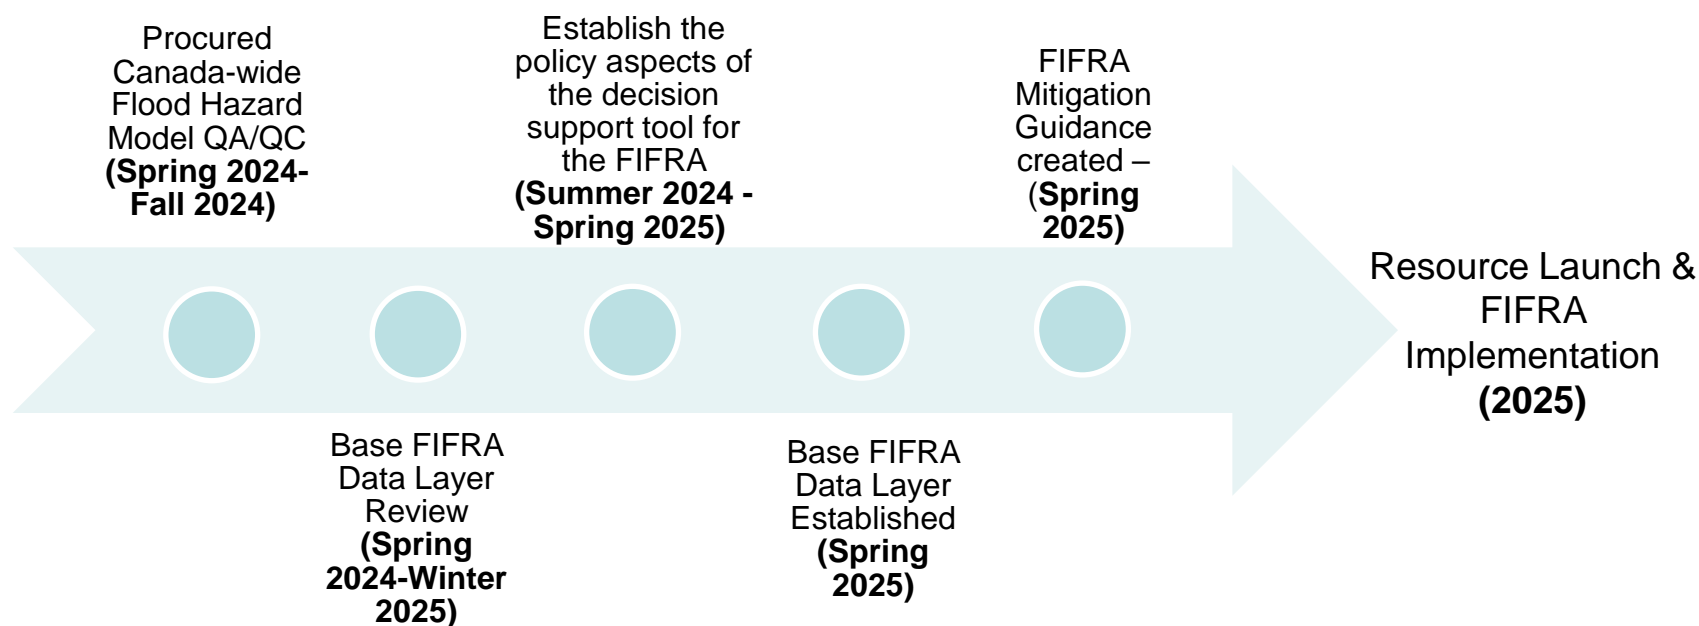 Procured
Canada-wide
Flood Hazard
Model QA/QC
(Spring 2024-
Fall 2024)
Base FIFRA
Data Layer
Review
(Spring
2024-Winter
2025)
Establish the
policy aspects of
the decision
support tool for
the FIFRA
(Summer 2024 -
Spring 2025)
Base FIFRA
Data Layer
Established
(Spring
2025)
FIFRA
Mitigation
Guidance
created –
(Spring
2025)
Resource Launch &
FIFRA
Implementation
(2025)